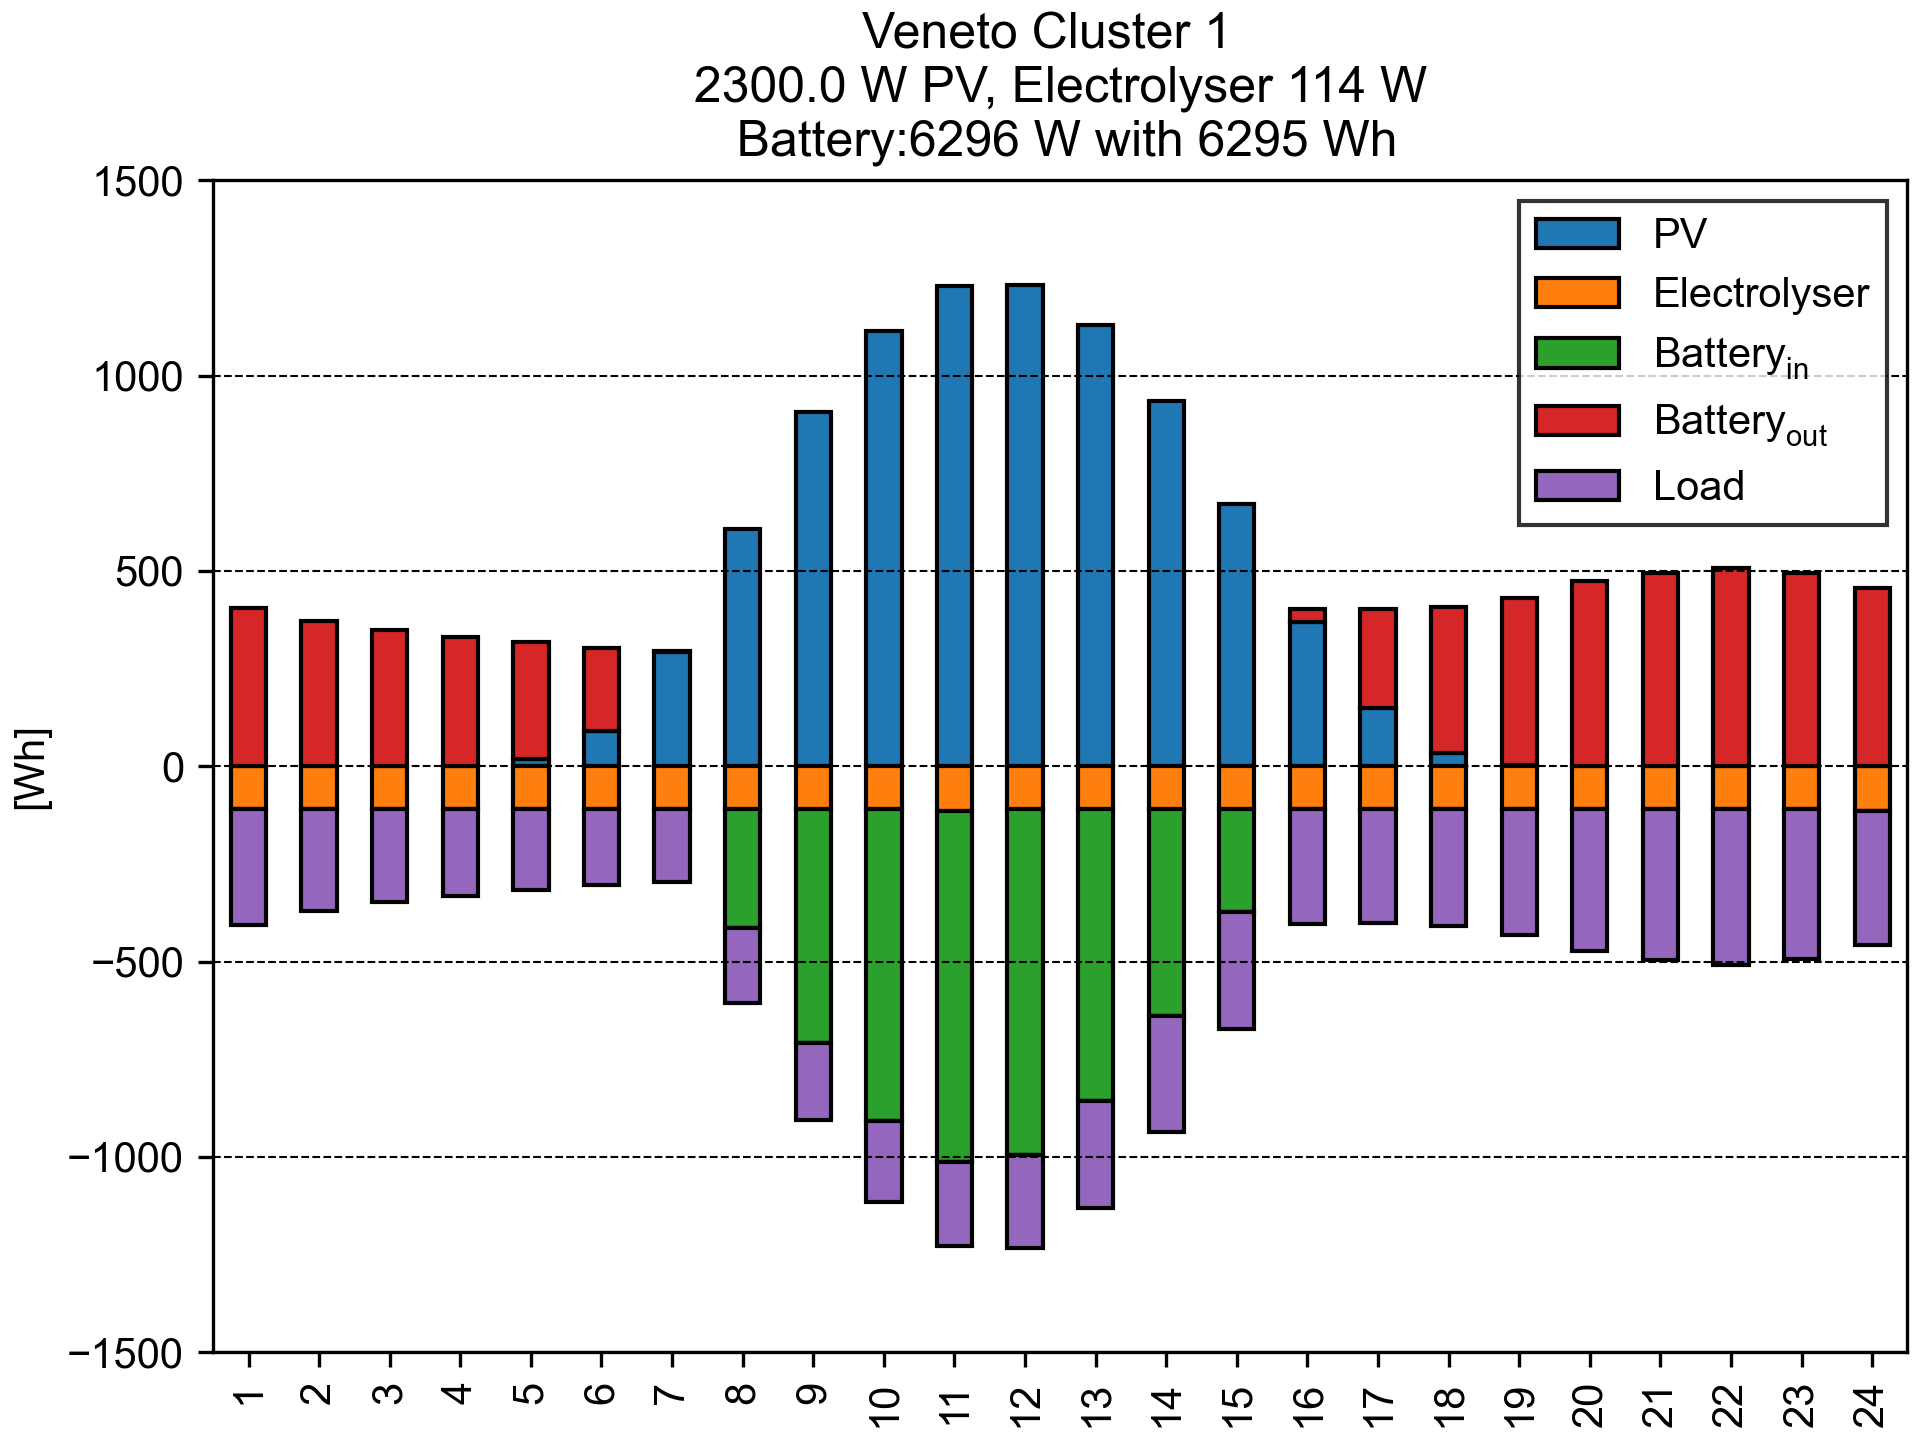 Veneto Cluster 1
2300.0 W PV, Electrolyser 114 W
Battery:6296 W with 6295 Wh
1500
1000
500
0
−500
−1000
−1500
[Wh]
PV
Electrolyser
Battery_in
Battery_out
Load
1 2 3 4 5 6 7 8 9 10 11 12 13 14 15 16 17 18 19 20 21 22 23 24